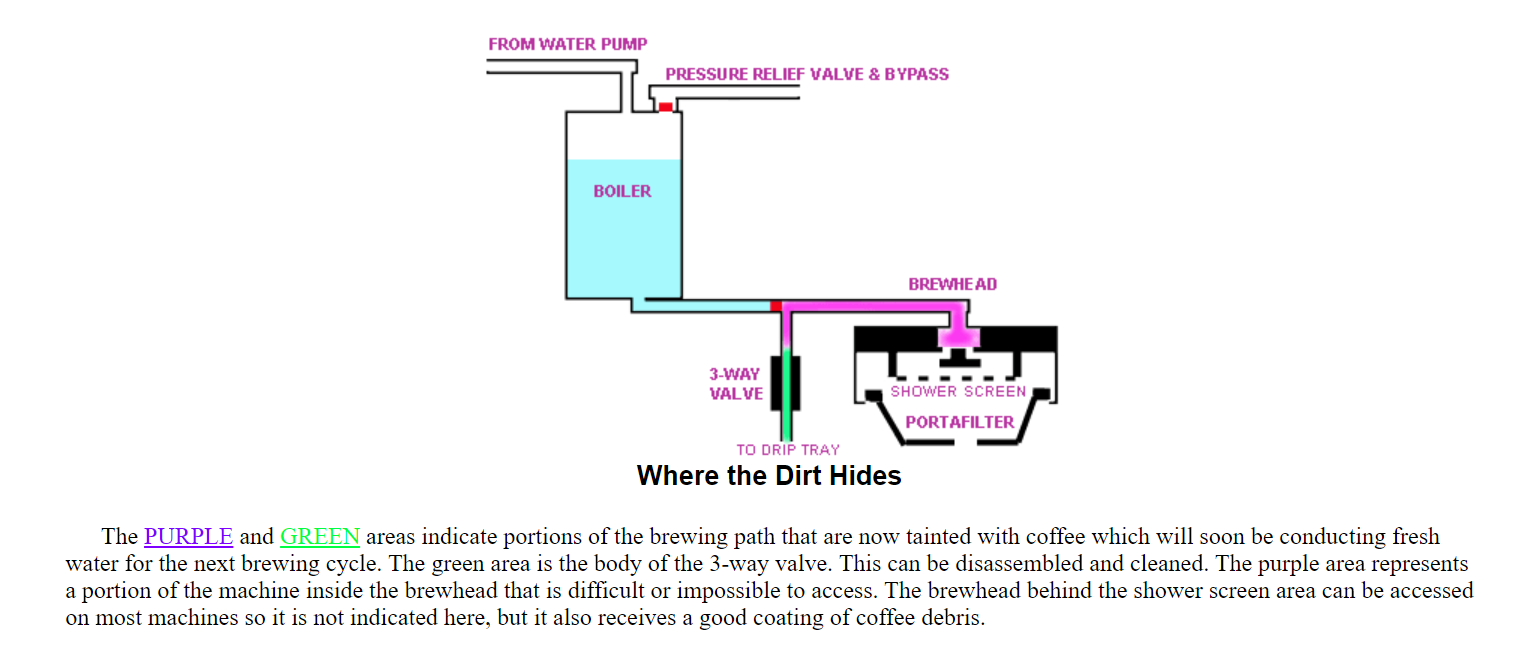 FROM WATER PUMP
PRESSURE RELIEF VALVE & BYPASS
BOILER
BREWHEAD
3-WAY
VALVE
SHOWER SCREEN
PORTAFILTER
TO DRIP TRAY
Where the Dirt Hides
The PURPLE and GREEN areas indicate portions of the brewing path that are now tainted with coffee which will soon be conducting fresh
water for the next brewing cycle. The green area is the body of the 3-way valve. This can be disassembled and cleaned. The purple area represents
a portion of the machine inside the brewhead that is difficult or impossible to access. The brewhead behind the shower screen area can be accessed
on most machines so it is not indicated here, but it also receives a good coating of coffee debris.